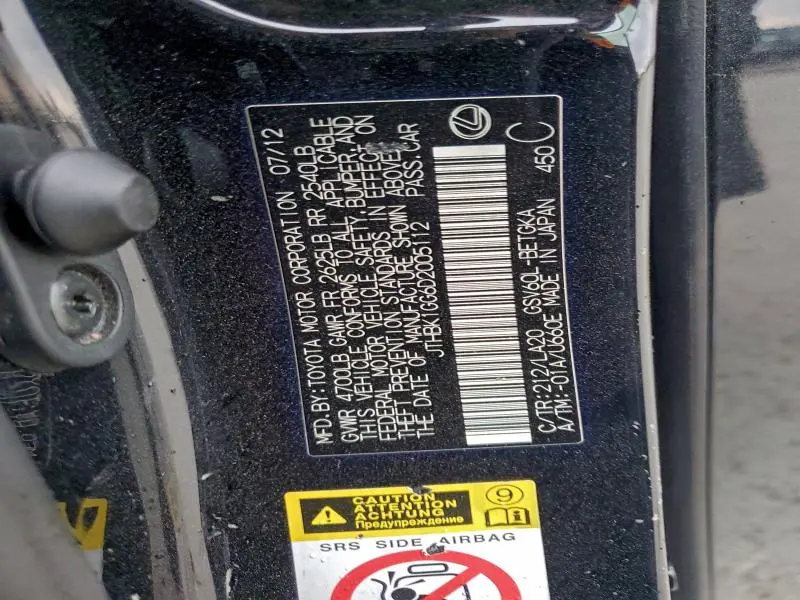 MFD. BY: TOYOTA MOTOR CORPORATION 07/12
GVWR 4700LB GAWR FR 2625LB RR 2540LB
THIS VEHICLE CONFORMS TO ALL APPLICABLE
FEDERAL MOTOR VEHICLE SAFETY, BUMPER, AND
THEFT PREVENTION STANDARDS IN EFFECT ON
THE DATE OF MANUFACTURE SHOWN ABOVE.
JTHBK1GG6D2006112 PASS. CAR
C/TR: 212/LA20 GSV60L-BETGKA
A/TM: -01A/U660E MADE IN JAPAN 450 C
CAUTION
ATTENTION
ACHTUNG
Предупреждение
9
SRS SIDE AIRBAG